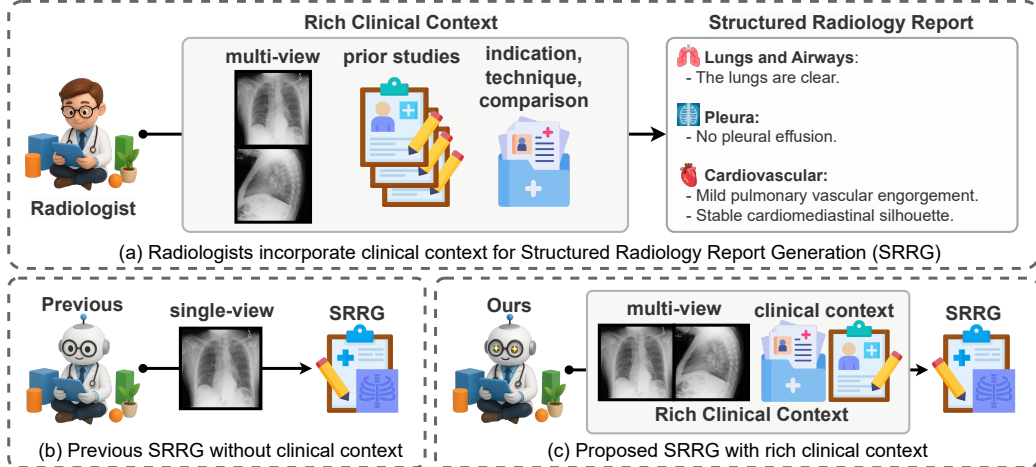 Rich Clinical Context
Structured Radiology Report
multi-view
prior studies
indication,
technique,
comparison
Radiologist
Lungs and Airways:
- The lungs are clear.
Pleura:
- No pleural effusion.
Cardiovascular:
- Mild pulmonary vascular engorgement.
- Stable cardiomediastinal silhouette.
(a) Radiologists incorporate clinical context for Structured Radiology Report Generation (SRRG)
Previous
single-view
SRRG
(b) Previous SRRG without clinical context
Ours
multi-view
clinical context
SRRG
Rich Clinical Context
(c) Proposed SRRG with rich clinical context